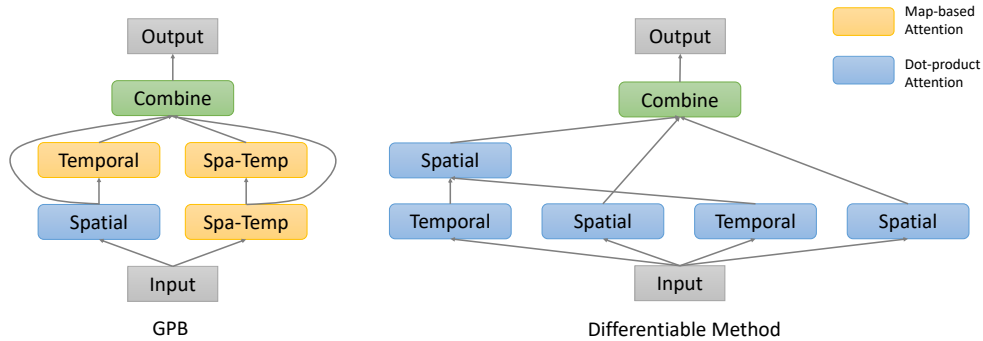 Output
Combine
Temporal
Spa-Temp
Spatial
Spa-Temp
Input
GPB
Output
Combine
Spatial
Temporal
Spatial
Temporal
Spatial
Input
Differentiable Method
Map-based
Attention
Dot-product
Attention